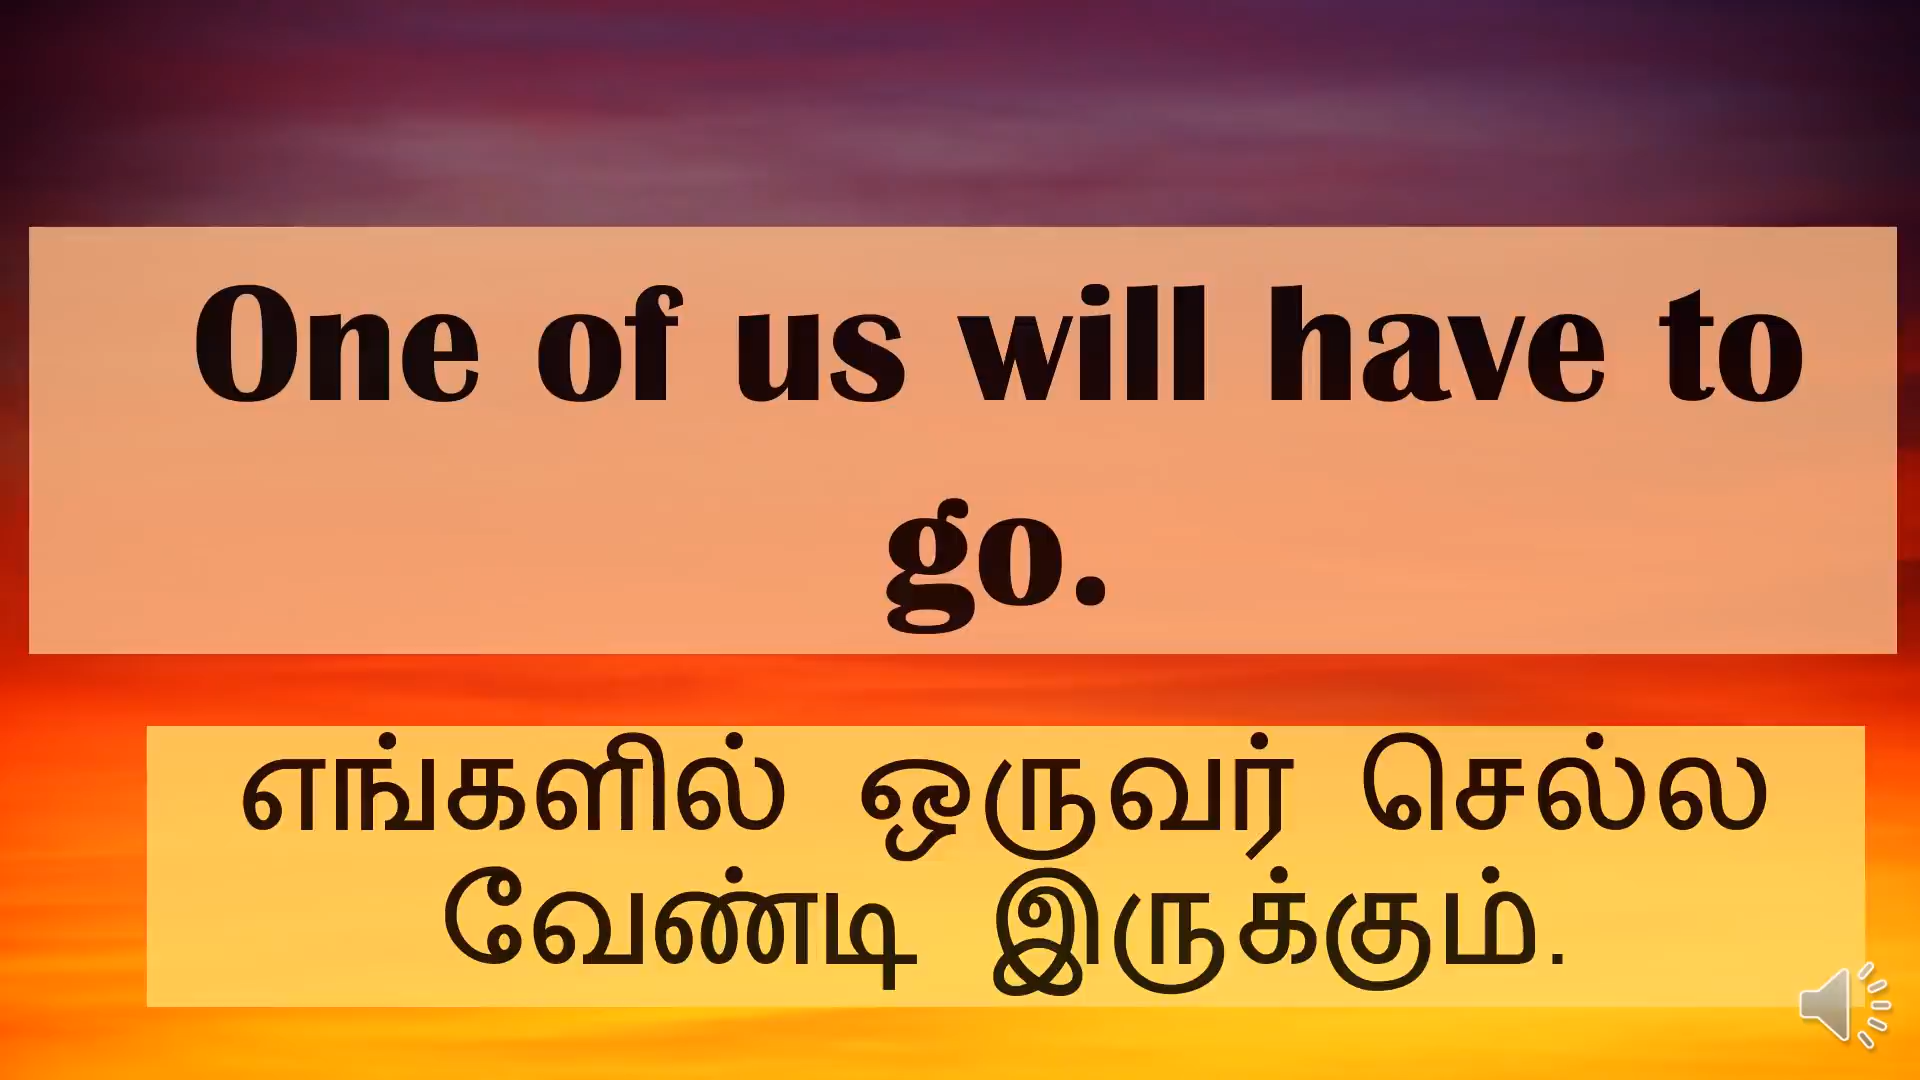 One of us will have to
go.
எங்களில் ஒருவர் செல்ல
வேண்டி இருக்கும்.